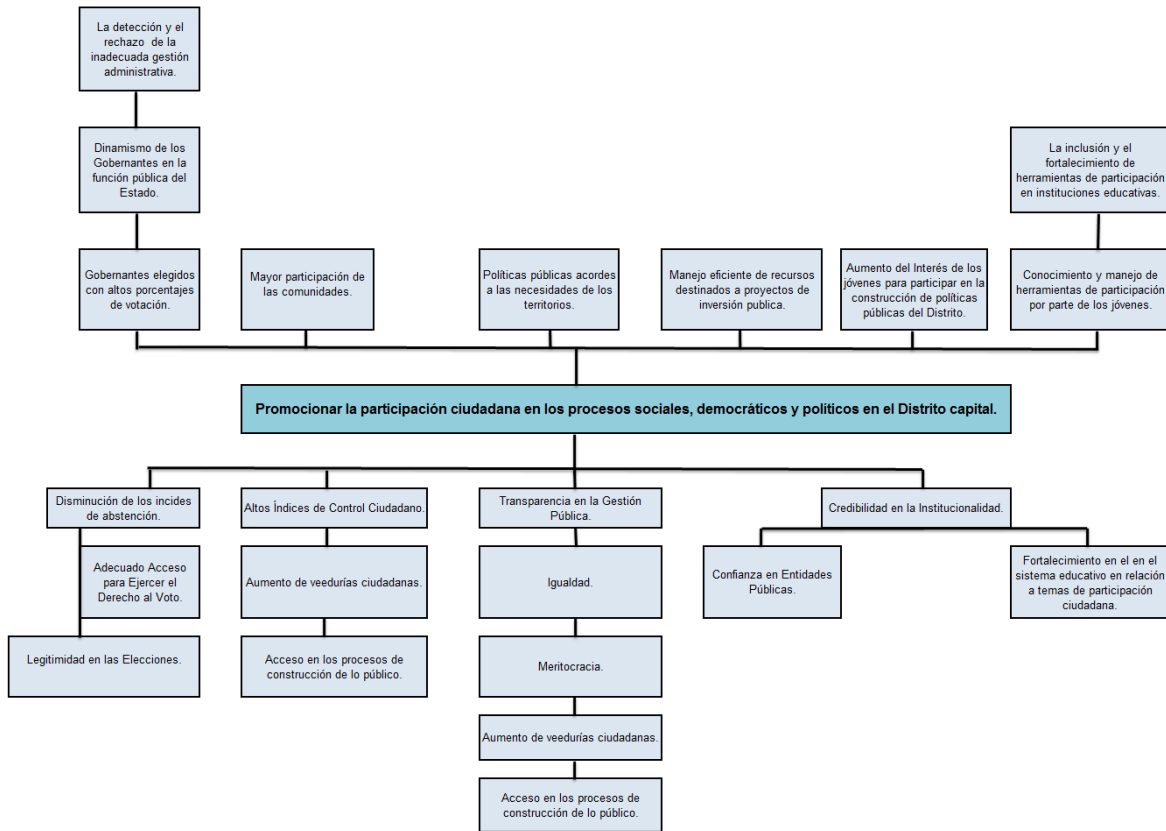 La detección y el
rechazo de la
inadecuada gestión
administrativa.
Dinamismo de los
Gobernantes en la
función pública del
Estado.
La inclusión y el
fortalecimiento de
herramientas de participación
en instituciones educativas.
Gobernantes elegidos
con altos porcentajes
de votación.
Mayor participación de
las comunidades.
Políticas públicas acordes
a las necesidades de los
territorios.
Manejo eficiente de recursos
destinados a proyectos de
inversión publica.
Aumento del Interés de los
jóvenes para participar en la
construcción de políticas
públicas del Distrito.
Conocimiento y manejo de
herramientas de participación
por parte de los jóvenes.
Promocionar la participación ciudadana en los procesos sociales, democráticos y políticos en el Distrito capital.
Disminución de los incides
de abstención.
Altos Índices de Control Ciudadano.
Transparencia en la Gestión
Pública.
Credibilidad en la Institucionalidad.
Adecuado Acceso
para Ejercer el
Derecho al Voto.
Aumento de veedurías ciudadanas.
Igualdad.
Confianza en Entidades
Públicas.
Fortalecimiento en el en el
sistema educativo en relación
a temas de participación
ciudadana.
Legitimidad en las Elecciones.
Acceso en los procesos de
construcción de lo público.
Meritocracia.
Aumento de veedurías ciudadanas.
Acceso en los procesos de
construcción de lo público.